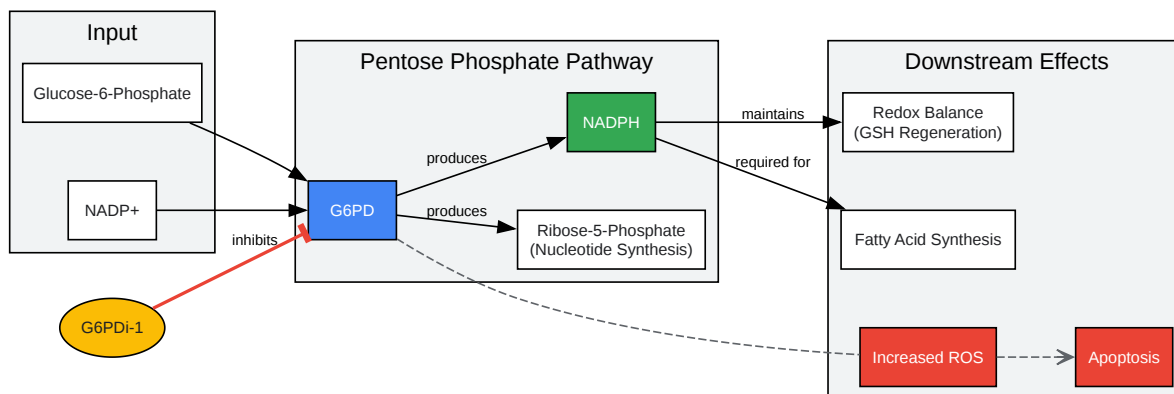 Input
Glucose-6-Phosphate
NADP+
inhibits
G6PDi-1
Pentose Phosphate Pathway
G6PD
produces
NADPH
produces
Ribose-5-Phosphate
(Nucleotide Synthesis)
maintains
required for
Downstream Effects
Redox Balance
(GSH Regeneration)
Fatty Acid Synthesis
Increased ROS
Apoptosis